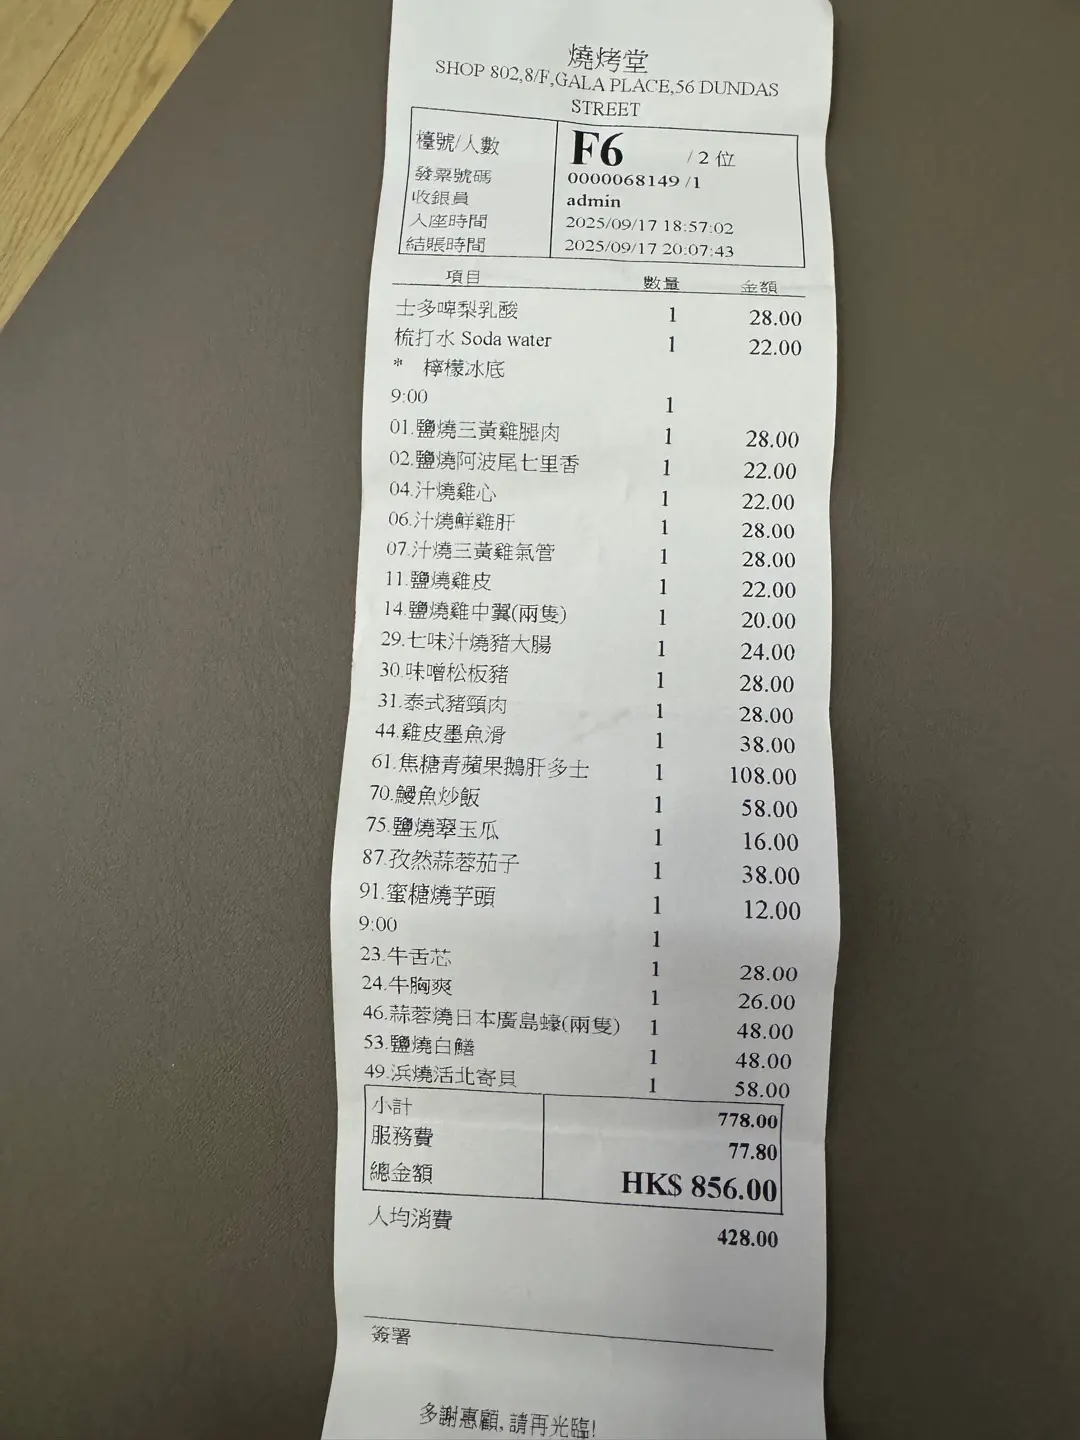 燒烤堂
SHOP 802,8/F,GALA PLACE,56 DUNDAS
STREET
檯號/人數 F6 / 2 位
發票號碼 0000068149 /1
收銀員 admin
入座時間 2025/09/17 18:57:02
結賬時間 2025/09/17 20:07:43
項目 數量 金額
士多啤梨乳酸 1 28.00
梳打水 Soda water 1 22.00
* 檸檬冰底
9:00 1
01.鹽燒三黃雞腿肉 1 28.00
02.鹽燒阿波尾七里香 1 22.00
04.汁燒雞心 1 22.00
06.汁燒鮮雞肝 1 28.00
07.汁燒三黃雞氣管 1 28.00
11.鹽燒雞皮 1 22.00
14.鹽燒雞中翼(兩隻) 1 20.00
29.七味汁燒豬大腸 1 24.00
30.味噌松板豬 1 28.00
31.泰式豬頸肉 1 28.00
44.雞皮墨魚滑 1 38.00
61.焦糖青蘋果鵝肝多士 1 108.00
70.鰻魚炒飯 1 58.00
75.鹽燒翠玉瓜 1 16.00
87.孜然蒜蓉茄子 1 38.00
91.蜜糖燒芋頭 1 12.00
9:00 1
23.牛舌芯 1 28.00
24.牛胸爽 1 26.00
46.蒜蓉燒日本廣島蠔(兩隻) 1 48.00
53.鹽燒白鱔 1 48.00
49.浜燒活北寄貝 1 58.00
小計 778.00
服務費 77.80
總金額 HK$ 856.00
人均消費 428.00
簽署
多謝惠顧, 請再光臨!